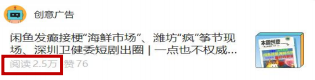 创意广告
闲鱼发癫接梗“海鲜市场”、潍坊“疯”筝节现
场、深圳卫健委短剧出圈 | 一点也不权威...
阅读2.5万 赞76